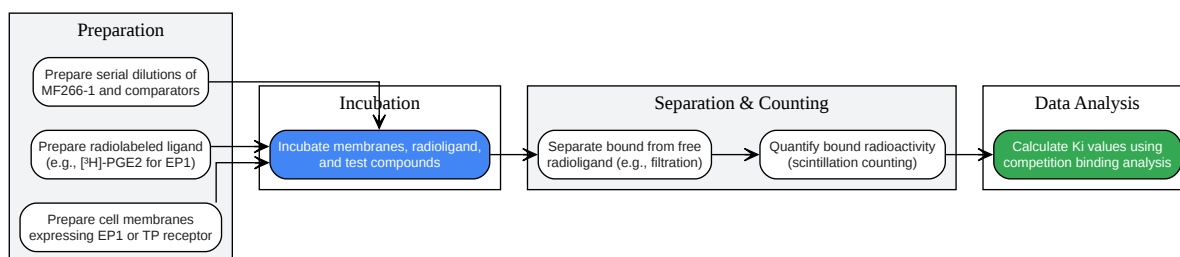 Preparation
Prepare serial dilutions of
MF266-1 and comparators
Prepare radiolabeled ligand
(e.g., [³H]-PGE2 for EP1)
Prepare cell membranes
expressing EP1 or TP receptor
Incubation
Incubate membranes, radioligand,
and test compounds
Separation & Counting
Separate bound from free
radioligand (e.g., filtration)
Quantify bound radioactivity
(scintillation counting)
Data Analysis
Calculate Ki values using
competition binding analysis